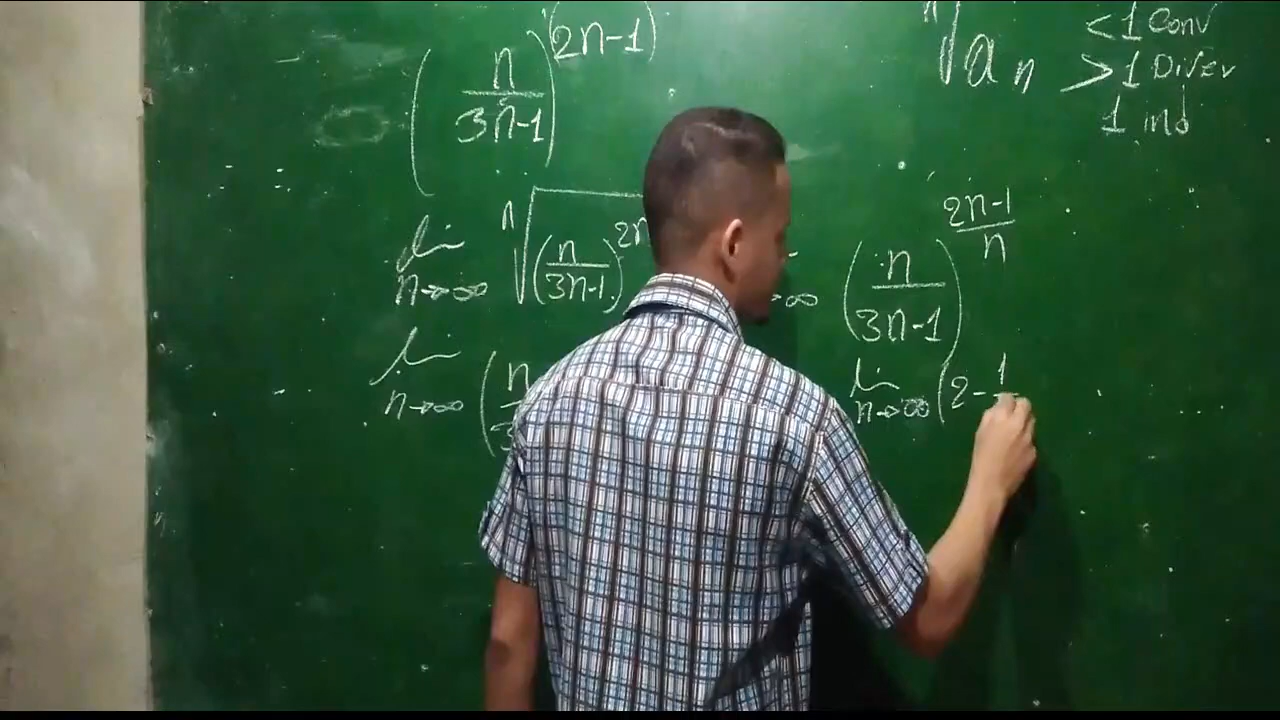 (n/3n-1)^(2n-1)
ⁿ√aₙ <1 Conv
>1 Diver
1 ind
lim n→∞ ⁿ√(n/3n-1)^2n →∞ (n/3n-1)^2n-1/n
lim n→∞ (n lim n→∞ (2-1